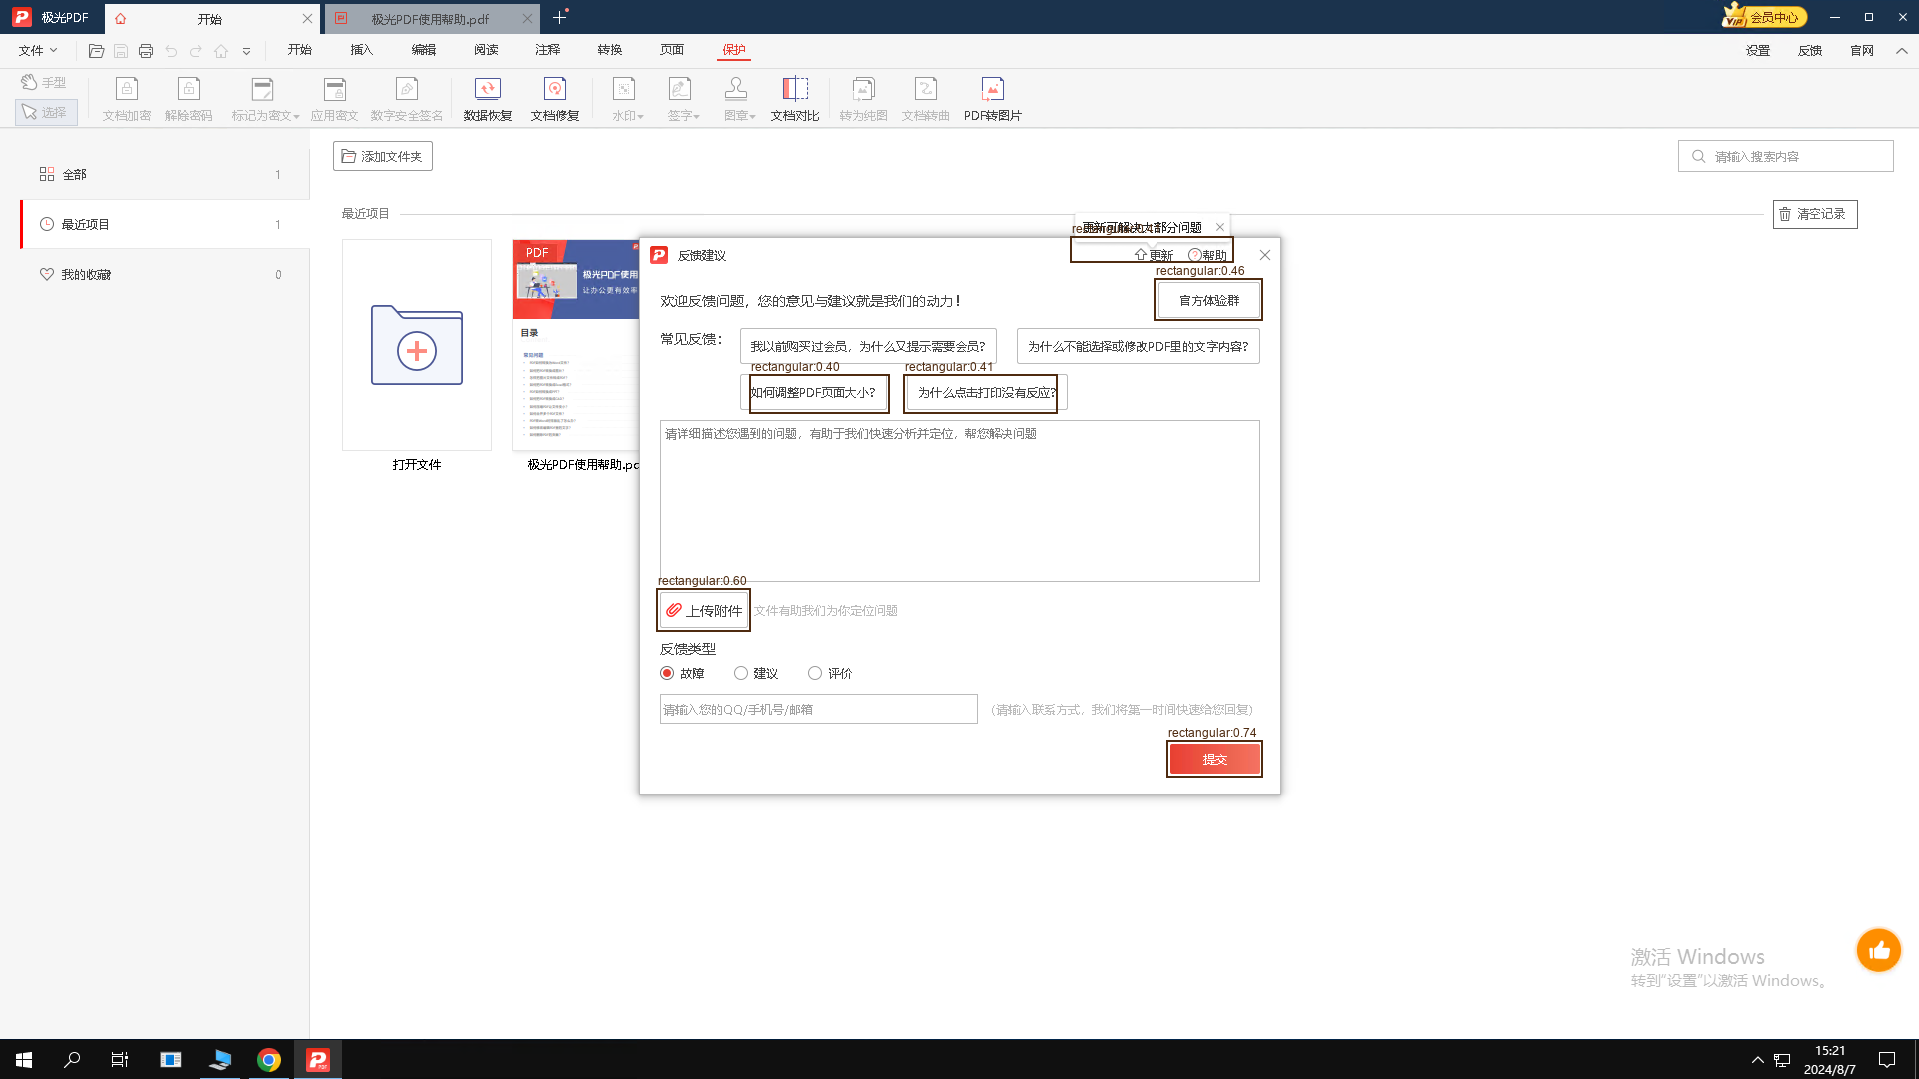 极光PDF
开始
极光PDF使用帮助.pdf
VIP 会员中心
文件
开始 插入 编辑 阅读 注释 转换 页面 保护
设置 反馈 官网
手型
选择
文档加密 解除密码 标记为密文 应用密文 数字安全签名 数据恢复 文档修复 水印 签字 图章 文档对比 转为纯图 文档转曲 PDF转图片
全部 1
最近项目 1
我的收藏 0
添加文件夹
请输入搜索内容
最近项目
清空记录
打开文件
PDF
极光PDF使用
让办公更有效率
目录
常见问题
极光PDF使用帮助.pd
更新可解决大部分问题
反馈建议
更新 帮助
rectangular:0.46
欢迎反馈问题，您的意见与建议就是我们的动力！
官方体验群
常见反馈：
我以前购买过会员，为什么又提示需要会员?
为什么不能选择或修改PDF里的文字内容?
rectangular:0.40
rectangular:0.41
如何调整PDF页面大小?
为什么点击打印没有反应?
请详细描述您遇到的问题，有助于我们快速分析并定位，帮您解决问题
rectangular:0.60
上传附件
文件有助我们为你定位问题
反馈类型
故障 建议 评价
请输入您的QQ/手机号/邮箱
（请输入联系方式，我们将第一时间快速给您回复）
rectangular:0.74
提交
激活 Windows
转到“设置”以激活 Windows。
15:21
2024/8/7